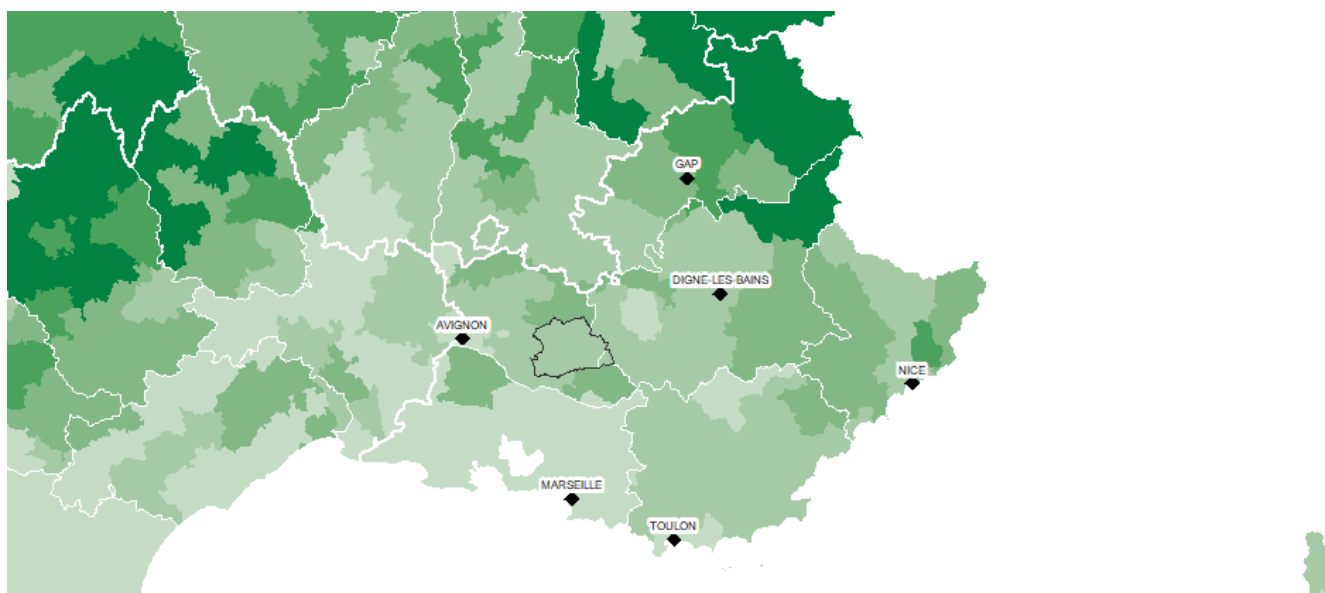 GAP
DIGNE-LES-BAINS
AVIGNON
NICE
MARSEILLE
TOULON